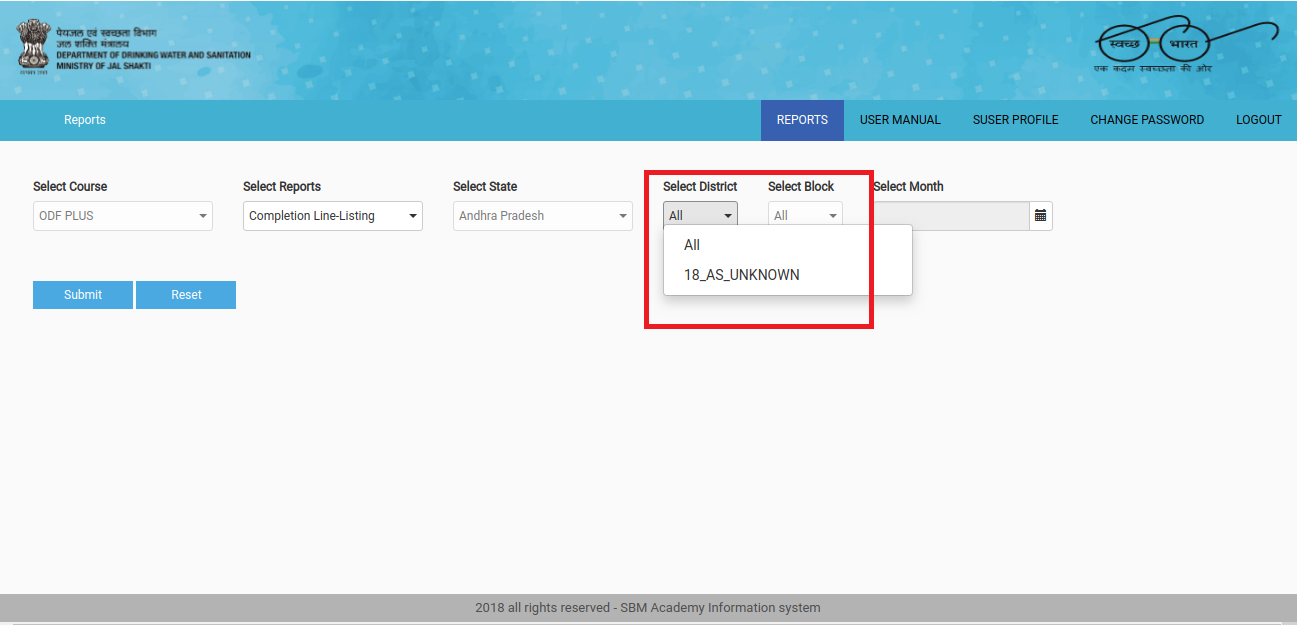 पेयजल एवं स्वच्छता विभाग
जल शक्ति मंत्रालय
DEPARTMENT OF DRINKING WATER AND SANITATION
MINISTRY OF JAL SHAKTI
स्वच्छ भारत
एक कदम स्वच्छता की ओर
Reports
REPORTS USER MANUAL SUSER PROFILE CHANGE PASSWORD LOGOUT
Select Course Select Reports Select State Select District Select Block Select Month
ODF PLUS Completion Line-Listing Andhra Pradesh All All
All
18_AS_UNKNOWN
Submit Reset
2018 all rights reserved - SBM Academy Information system